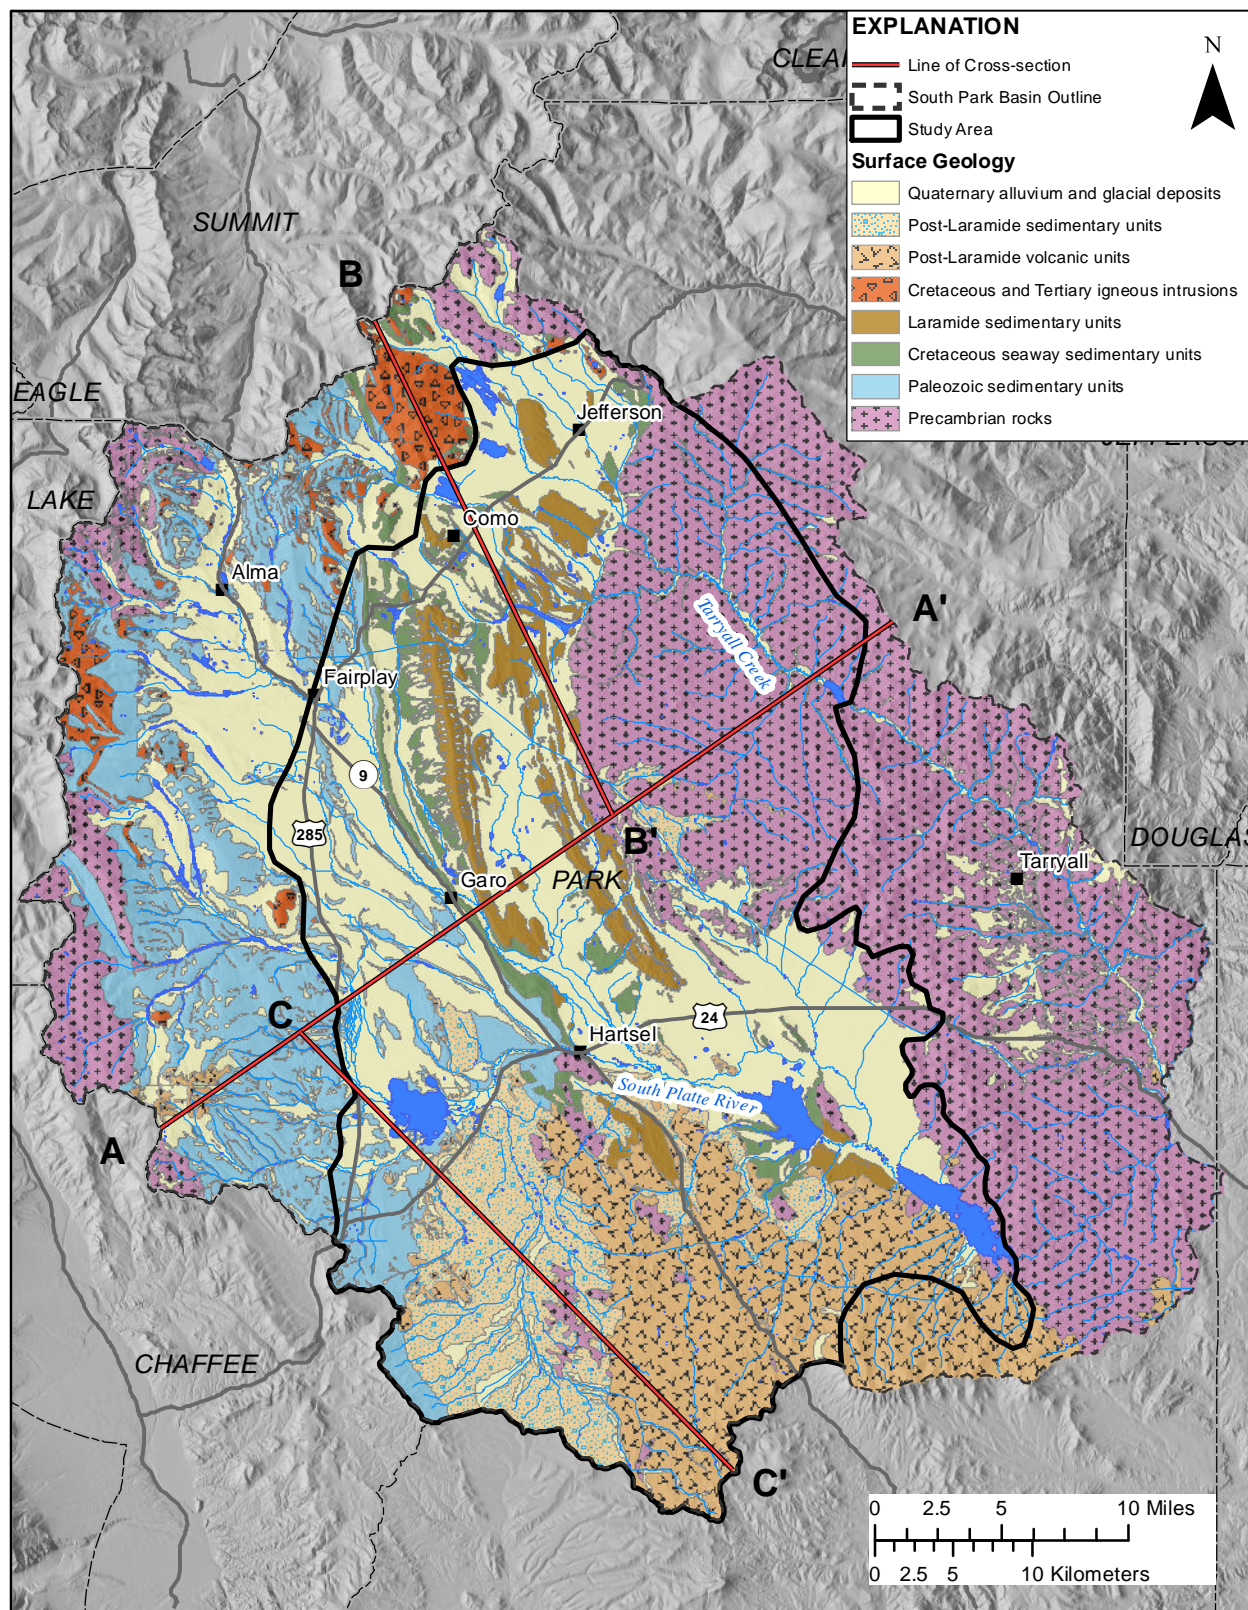 EXPLANATION
Line of Cross-section
South Park Basin Outline
Study Area
Surface Geology
Quaternary alluvium and glacial deposits
Post-Laramide sedimentary units
Post-Laramide volcanic units
Cretaceous and Tertiary igneous intrusions
Laramide sedimentary units
Cretaceous seaway sedimentary units
Paleozoic sedimentary units
Precambrian rocks
N
SUMMIT
B
EAGLE
Jefferson
LAKE
Como
Alma
A'
Tarryall Creek
Fairplay
9
285
B'
DOUGLAS
Tarryall
Garo
PARK
C
24
Hartsel
South Platte River
A
CHAFFEE
C'
0 2.5 5 10 Miles
0 2.5 5 10 Kilometers